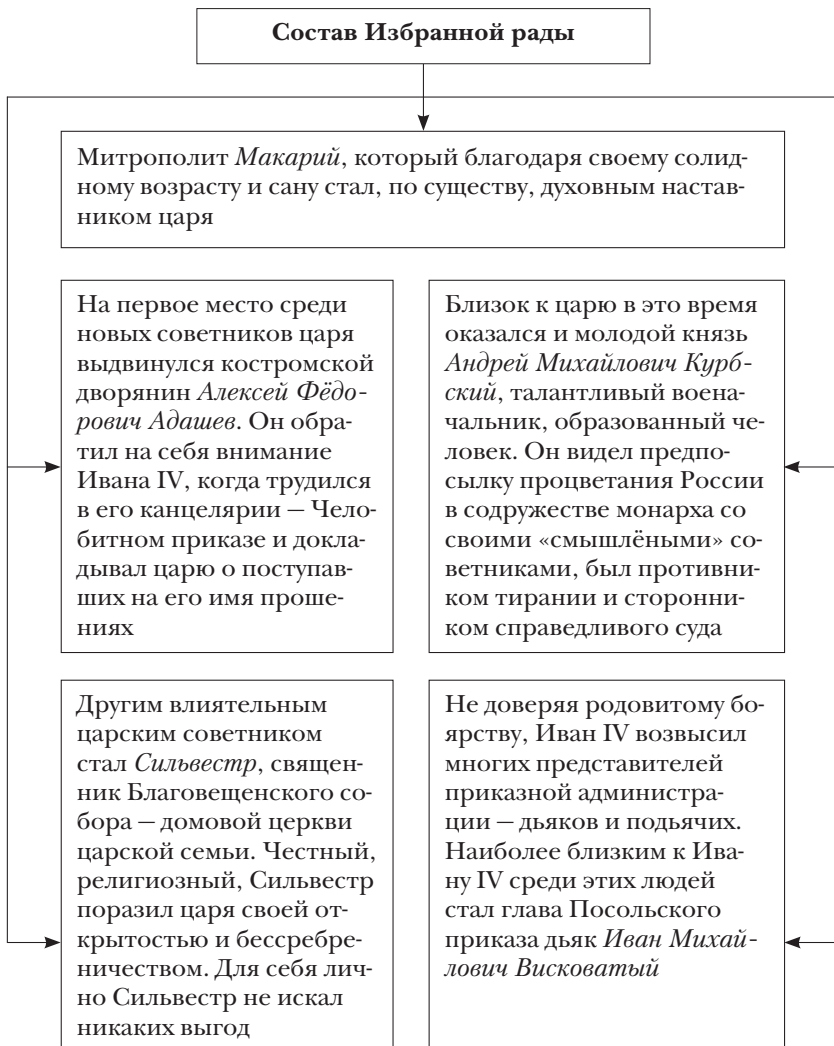 Состав Избранной рады
Митрополит Макарий, который благодаря своему солид-
ному возрасту и сану стал, по существу, духовным настав-
ником царя
На первое место среди
новых советников царя
выдвинулся костромской
дворянин Алексей Фёдо-
рович Адашев. Он обра-
тил на себя внимание
Ивана IV, когда трудился
в его канцелярии — Чело-
битном приказе и докла-
дывал царю о поступав-
ших на его имя проше-
ниях
Близок к царю в это время
оказался и молодой князь
Андрей Михайлович Курб-
ский, талантливый воена-
чальник, образованный че-
ловек. Он видел предпо-
сылку процветания России
в содружестве монарха со
своими «смышлёными» со-
ветниками, был противни-
ком тирании и сторонни-
ком справедливого суда
Другим влиятельным
царским советником
стал Сильвестр, священ-
ник Благовещенского со-
бора — домовой церкви
царской семьи. Честный,
религиозный, Сильвестр
поразил царя своей от-
крытостью и бессребре-
ничеством. Для себя лич-
но Сильвестр не искал
никаких выгод
Не доверяя родовитому бо-
ярству, Иван IV возвысил
многих представителей
приказной администра-
ции — дьяков и подьячих.
Наиболее близким к Ива-
ну IV среди этих людей
стал глава Посольского
приказа дьяк Иван Михай-
лович Висковатый